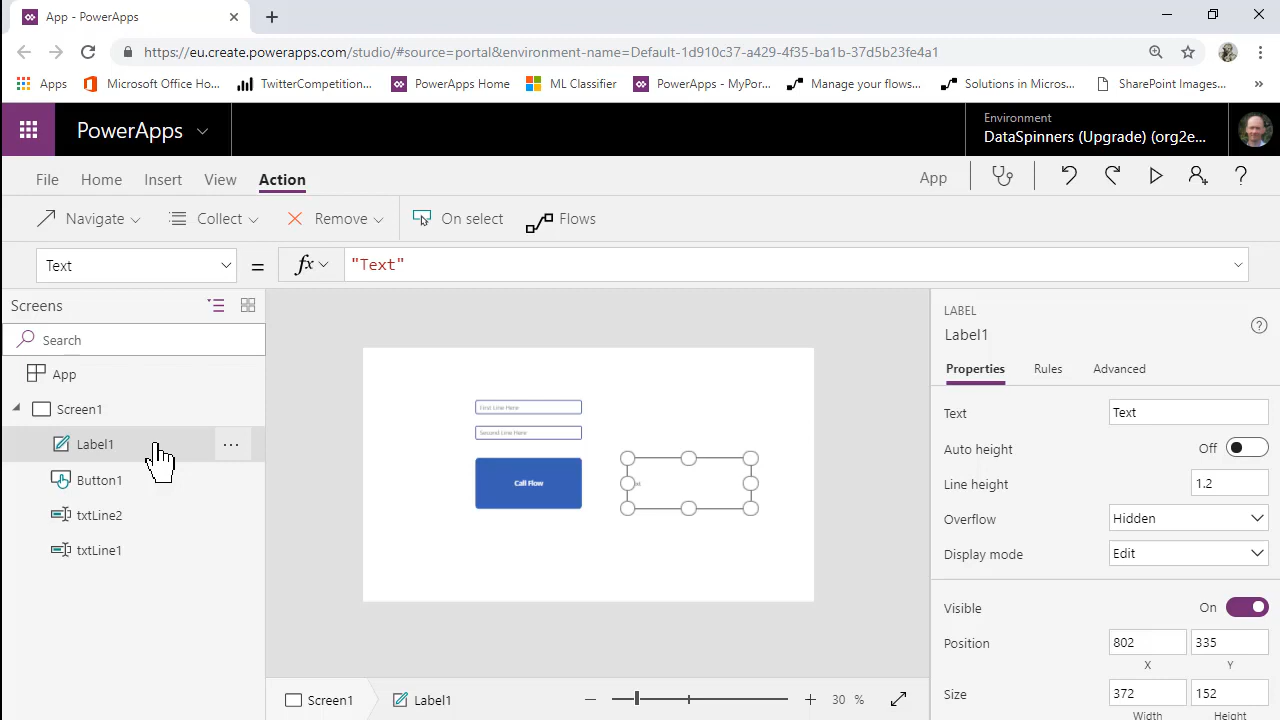 App - PowerApps
https://eu.create.powerapps.com/studio/#source=portal&environment-name=Default-1d910c37-a429-4f35-ba1b-37d5b23fe4a1
Apps
Microsoft Office Ho...
TwitterCompetition...
PowerApps Home
ML Classifier
PowerApps - MyPor...
Manage your flows...
Solutions in Micros...
SharePoint Images...
»
PowerApps
Environment
DataSpinners (Upgrade) (org2e...
File
Home
Insert
View
Action
App
Navigate
Collect
Remove
On select
Flows
Text
=
fx
"Text"
Screens
Search
App
Screen1
Label1
...
Button1
txtLine2
txtLine1
First Line Here
Second Line Here
Call Flow
Screen1
Label1
30 %
LABEL
Label1
Properties
Rules
Advanced
Text
Text
Auto height
Off
Line height
1.2
Overflow
Hidden
Display mode
Edit
Visible
On
Position
802
335
X
Y
Size
372
152
Width
Height